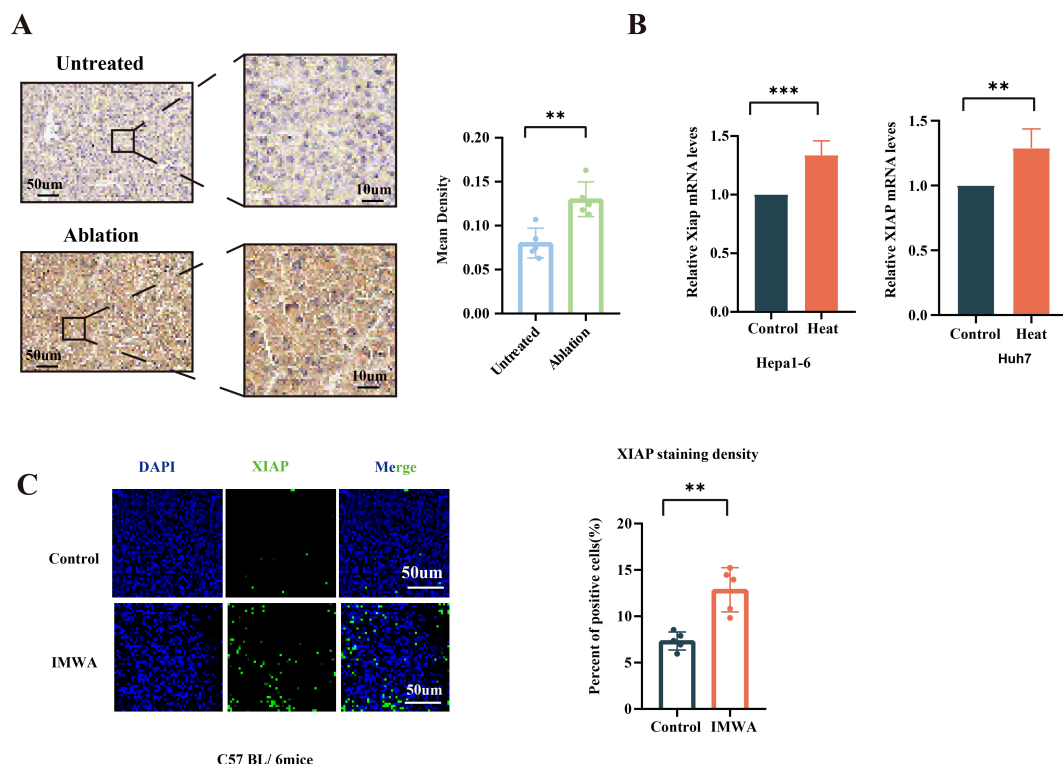 A
Untreated
50um
10um
Ablation
50um
10um
**
Mean Density
0.20
0.15
0.10
0.05
0.00
Untreated
Ablation
B
***
Relative Xiap mRNA leves
1.5
1.0
0.5
0.0
Control Heat
Hepa1-6
**
Relative XIAP mRNA leves
1.5
1.0
0.5
0.0
Control Heat
Huh7
C
DAPI XIAP Merge
Control
50um
IMWA
50um
C57 BL/ 6mice
XIAP staining density
**
Percent of positive cells(%)
20
15
10
5
0
Control IMWA